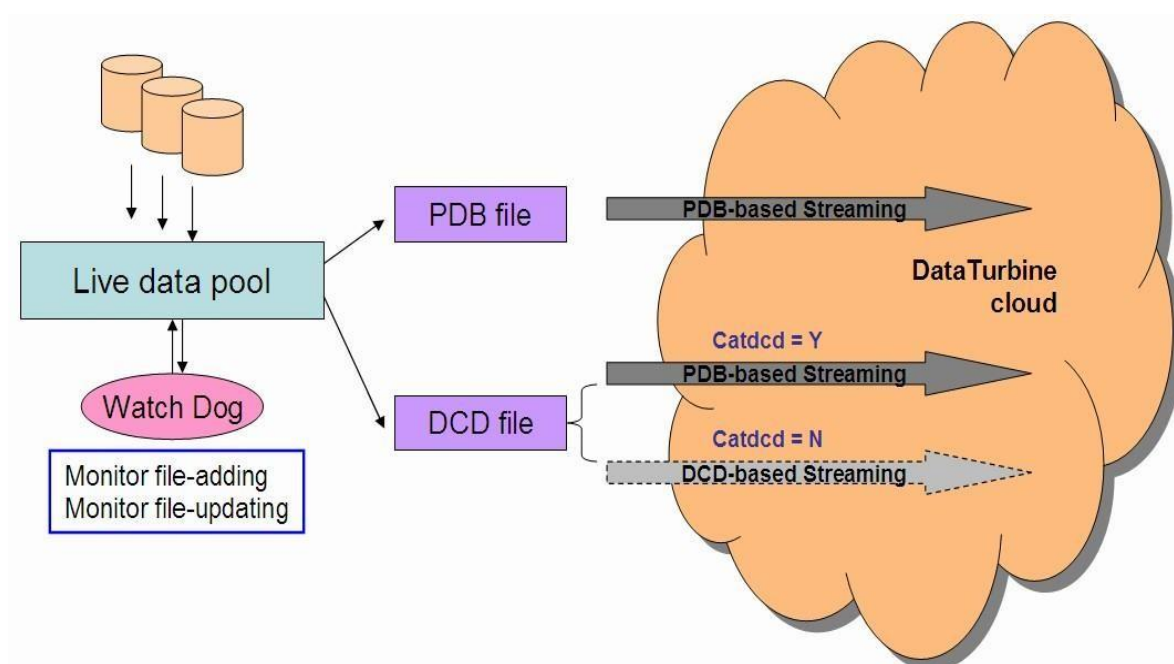 PDB file
PDB-based Streaming
Live data pool
DataTurbine
cloud
Catdcd = Y
PDB-based Streaming
Watch Dog
DCD file
Catdcd = N
DCD-based Streaming
Monitor file-adding
Monitor file-updating